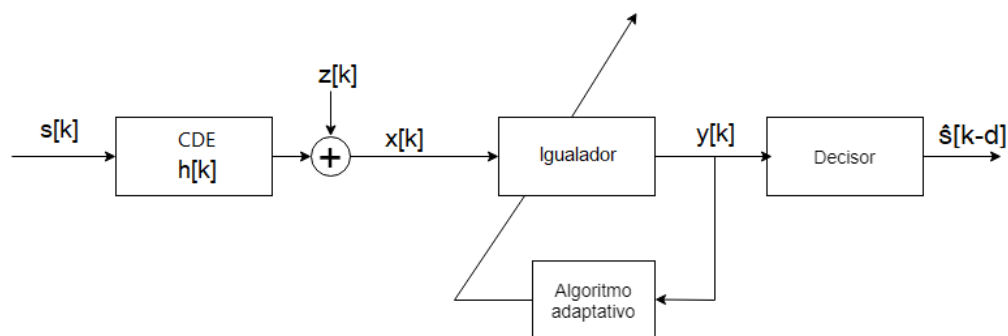 s[k]
CDE
h[k]
z[k]
+
x[k]
Igualador
y[k]
Decisor
ŝ[k-d]
Algoritmo
adaptativo